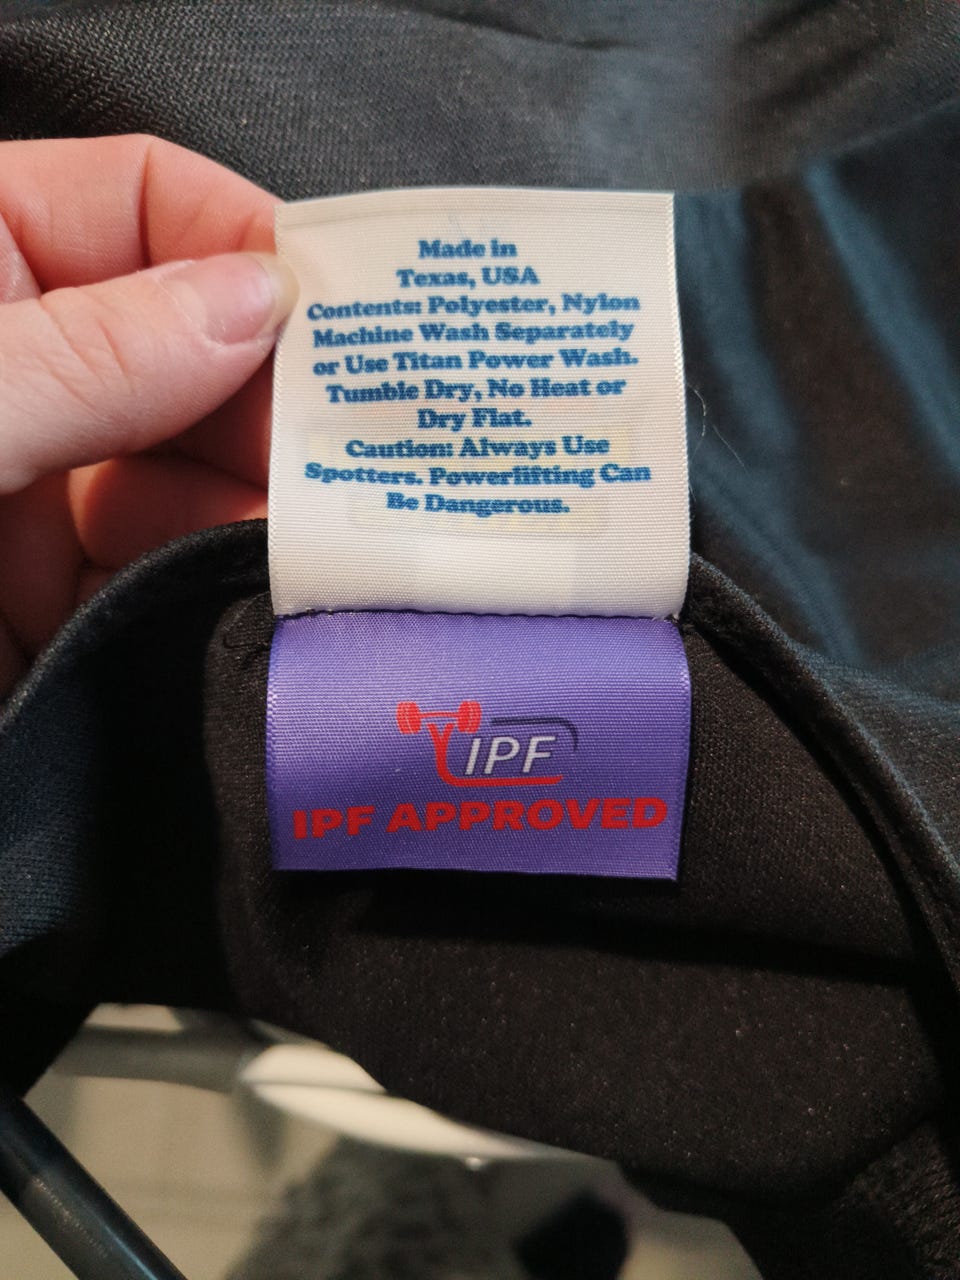 Made in
Texas, USA
Contents: Polyester, Nylon
Machine Wash Separately
or Use Titan Power Wash.
Tumble Dry, No Heat or
Dry Flat.
Caution: Always Use
Spotters. Powerlifting Can
Be Dangerous.
IPF
IPF APPROVED